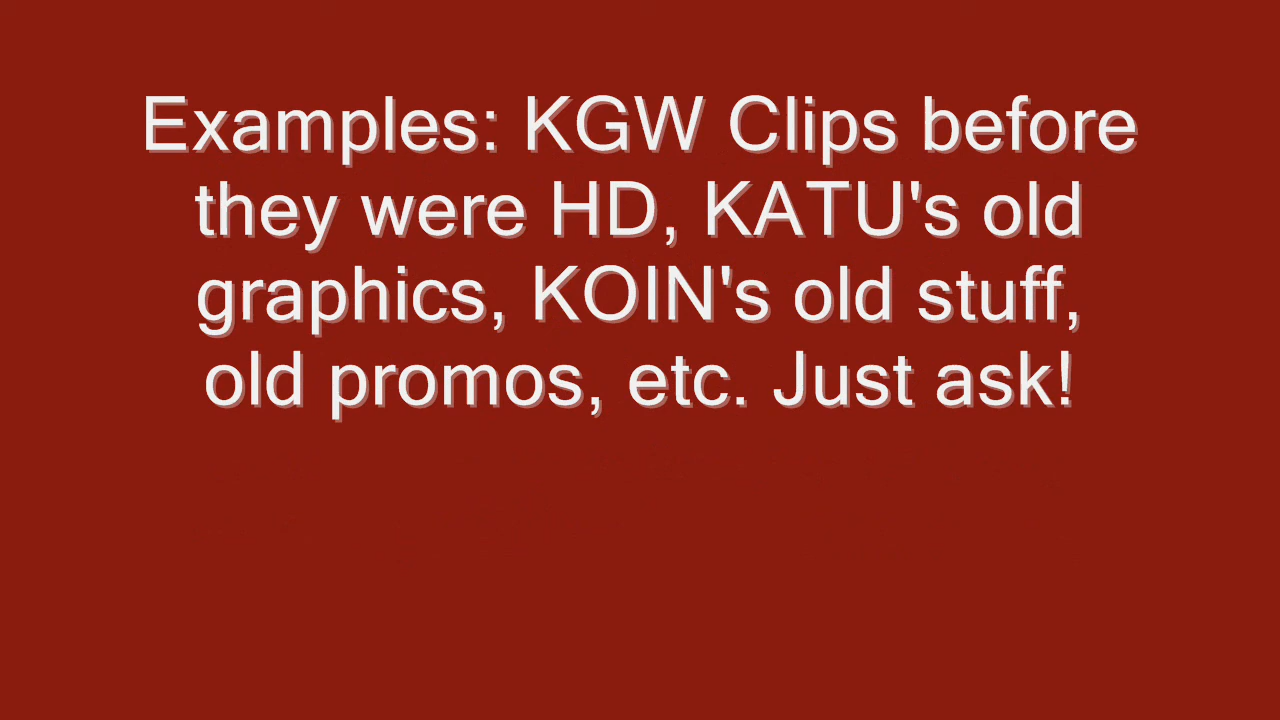 Examples: KGW Clips before
they were HD, KATU's old
graphics, KOIN's old stuff,
old promos, etc. Just ask!